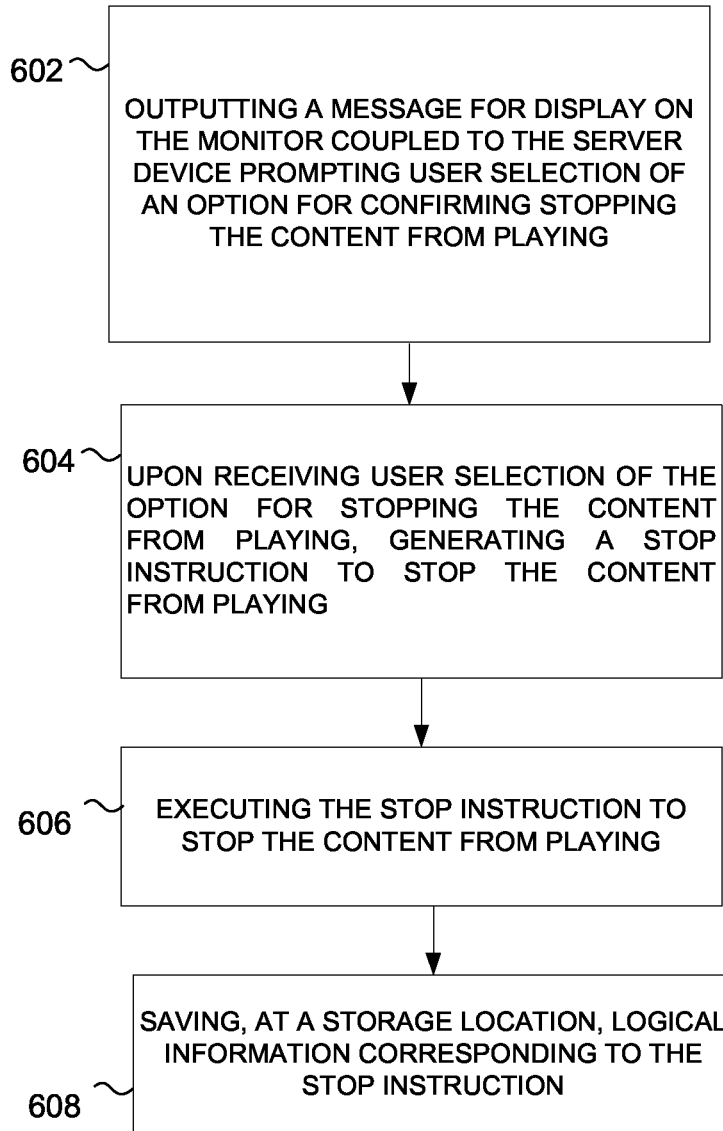 602
OUTPUTTING A MESSAGE FOR DISPLAY ON
THE MONITOR COUPLED TO THE SERVER
DEVICE PROMPTING USER SELECTION OF
AN OPTION FOR CONFIRMING STOPPING
THE CONTENT FROM PLAYING
604
UPON RECEIVING USER SELECTION OF THE
OPTION FOR STOPPING THE CONTENT
FROM PLAYING, GENERATING A STOP
INSTRUCTION TO STOP THE CONTENT
FROM PLAYING
606
EXECUTING THE STOP INSTRUCTION TO
STOP THE CONTENT FROM PLAYING
SAVING, AT A STORAGE LOCATION, LOGICAL
INFORMATION CORRESPONDING TO THE
STOP INSTRUCTION
608